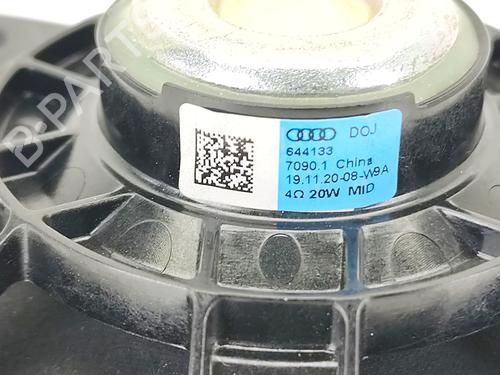 B-PARTS
DOJ
644133
7090.1 China
19.11.20-08-W9A
4Ω 20W MID